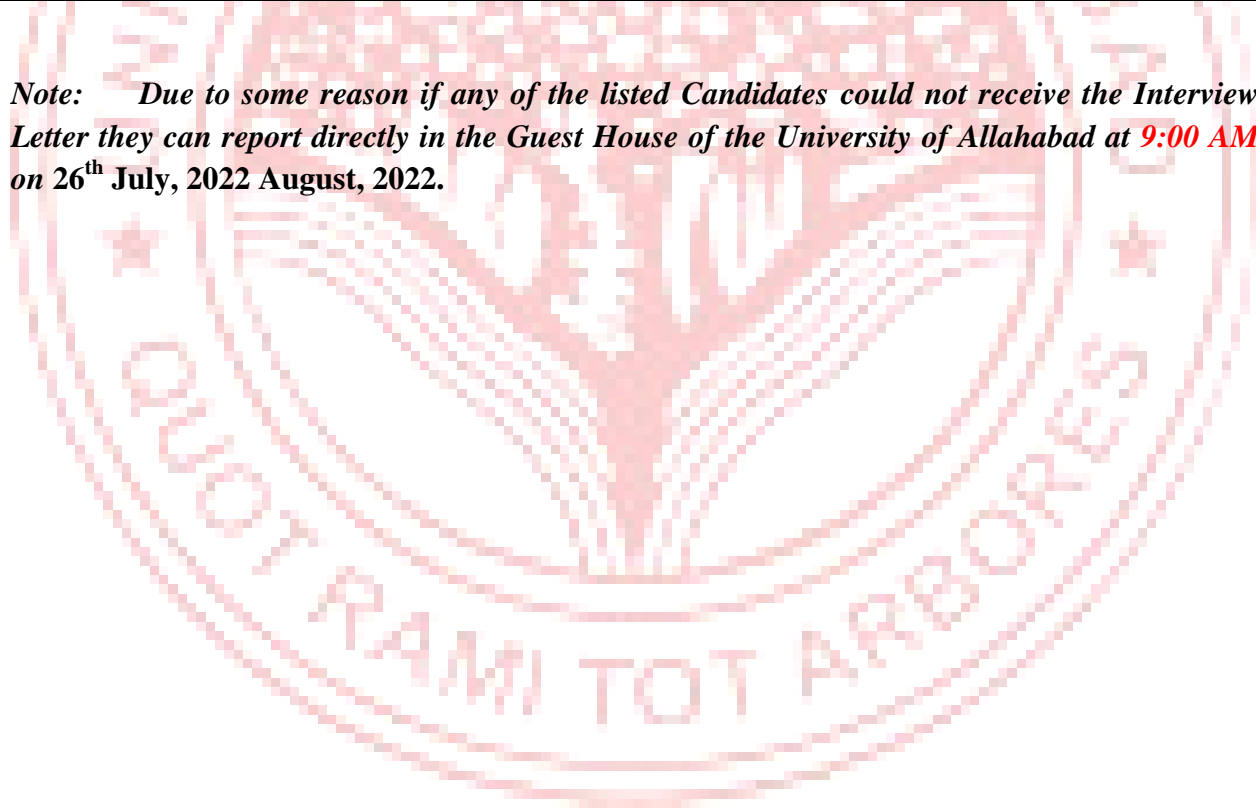 Note: Due to some reason if any of the listed Candidates could not receive the Interview
Letter they can report directly in the Guest House of the University of Allahabad at 9:00 AM
on 26th July, 2022 August, 2022.
QUOT RAMI TOT ARBORES